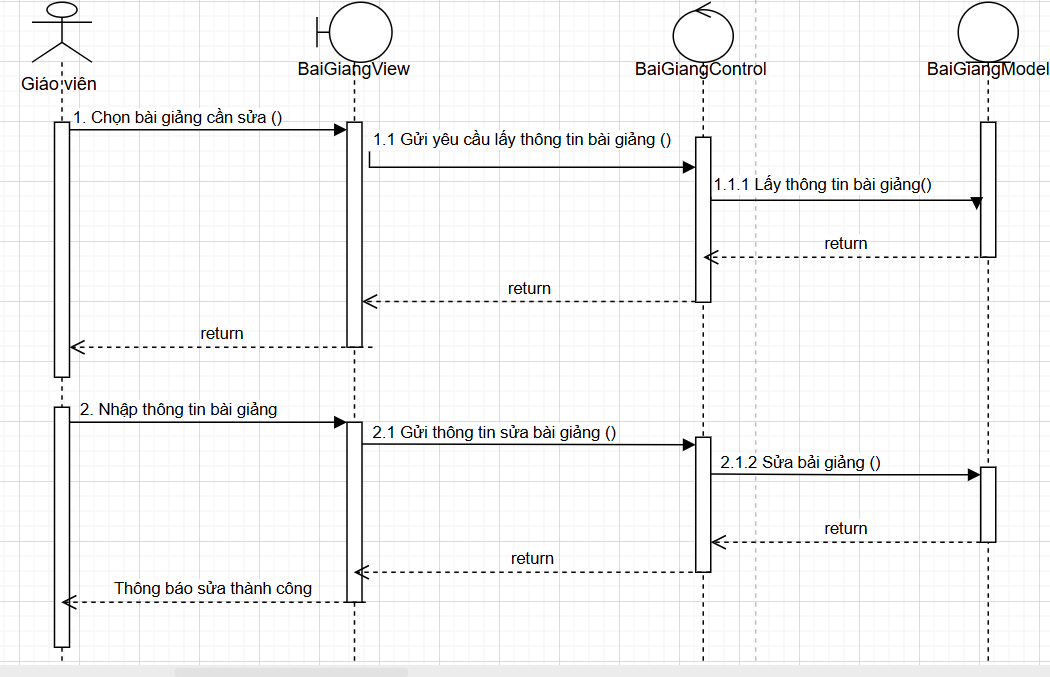 Giáo viên
BaiGiangView
BaiGiangControl
BaiGiangModel
1. Chọn bài giảng cần sửa ()
1.1 Gửi yêu cầu lấy thông tin bài giảng ()
1.1.1 Lấy thông tin bài giảng()
return
return
return
2. Nhập thông tin bài giảng
2.1 Gửi thông tin sửa bài giảng ()
2.1.2 Sửa bải giảng ()
return
return
Thông báo sửa thành công